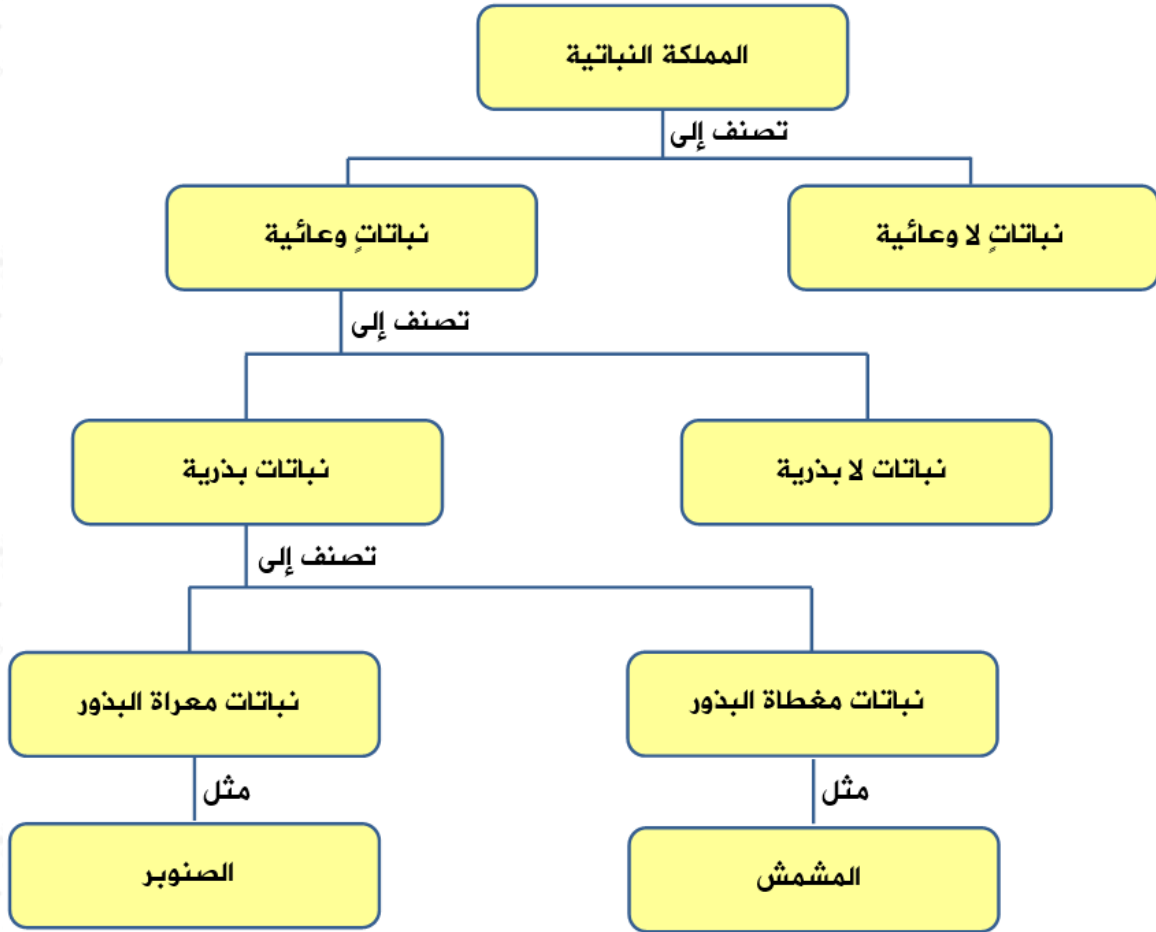 المملكة النباتية
تصنف إلى
نباتاتٍ لا وعائية
نباتاتٍ وعائية
تصنف إلى
نباتات لا بذرية
نباتات بذرية
تصنف إلى
نباتات مغطاة البذور
نباتات معراة البذور
مثل
مثل
المشمش
الصنوبر